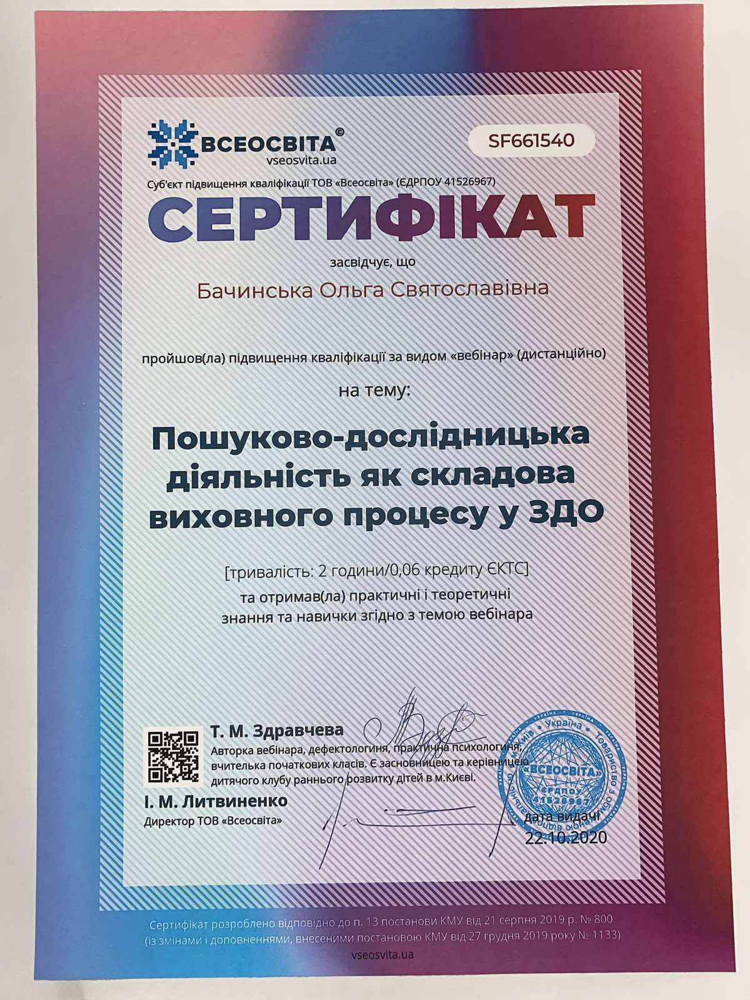 ВСЕОСВІТА©
vseosvita.ua
SF661540
Суб'єкт підвищення кваліфікації ТОВ «Всеосвіта» (ЄДРПОУ 41526967)
СЕРТИФІКАТ
засвідчує, що
Бачинська Ольга Святославівна
пройшов(ла) підвищення кваліфікації за видом «вебінар» (дистанційно)
на тему:
Пошуково-дослідницька
діяльність як складова
виховного процесу у ЗДО
[тривалість: 2 години/0,06 кредиту ЄКТС]
та отримав(ла) практичні і теоретичні
знання та навички згідно з темою вебінара
Т. М. Здравчева
Авторка вебінара, дефектологиня, практична психологиня,
вчителька початкових класів. Є засновницею та керівницею
дитячого клубу раннього розвитку дітей в м.Києві.
І. М. Литвиненко
Директор ТОВ «Всеосвіта»
м. Київ * Україна * Товариство з обмеженою відповідальністю
«ВСЕОСВІТА»
ЄРДПОУ
41526967
дата видачі
22.10.2020
Сертифікат розроблено відповідно до п. 13 постанови КМУ від 21 серпня 2019 р. № 800
(із змінами і доповненнями, внесеними постановою КМУ від 27 грудня 2019 року № 1133)
vseosvita.ua